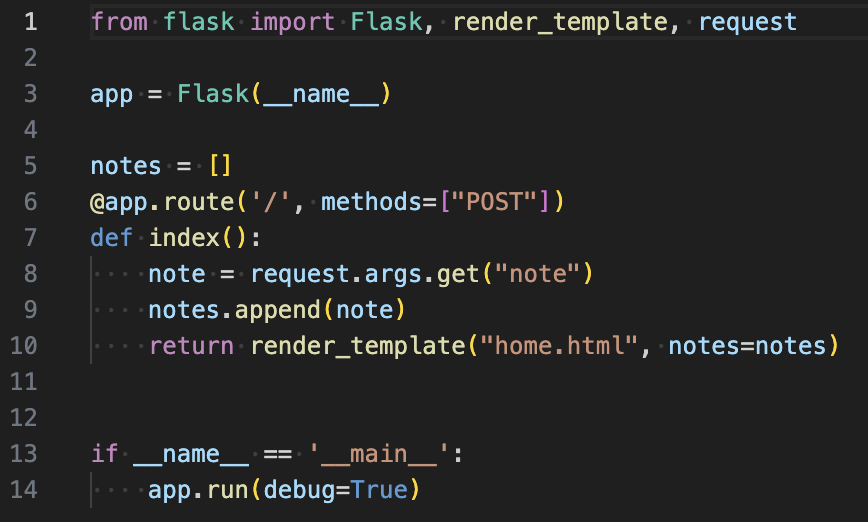 1 from flask import Flask, render_template, request
2
3 app = Flask(__name__)
4
5 notes = []
6 @app.route('/', methods=["POST"])
7 def index():
8     note = request.args.get("note")
9     notes.append(note)
10     return render_template("home.html", notes=notes)
11
12
13 if __name__ == '__main__':
14     app.run(debug=True)